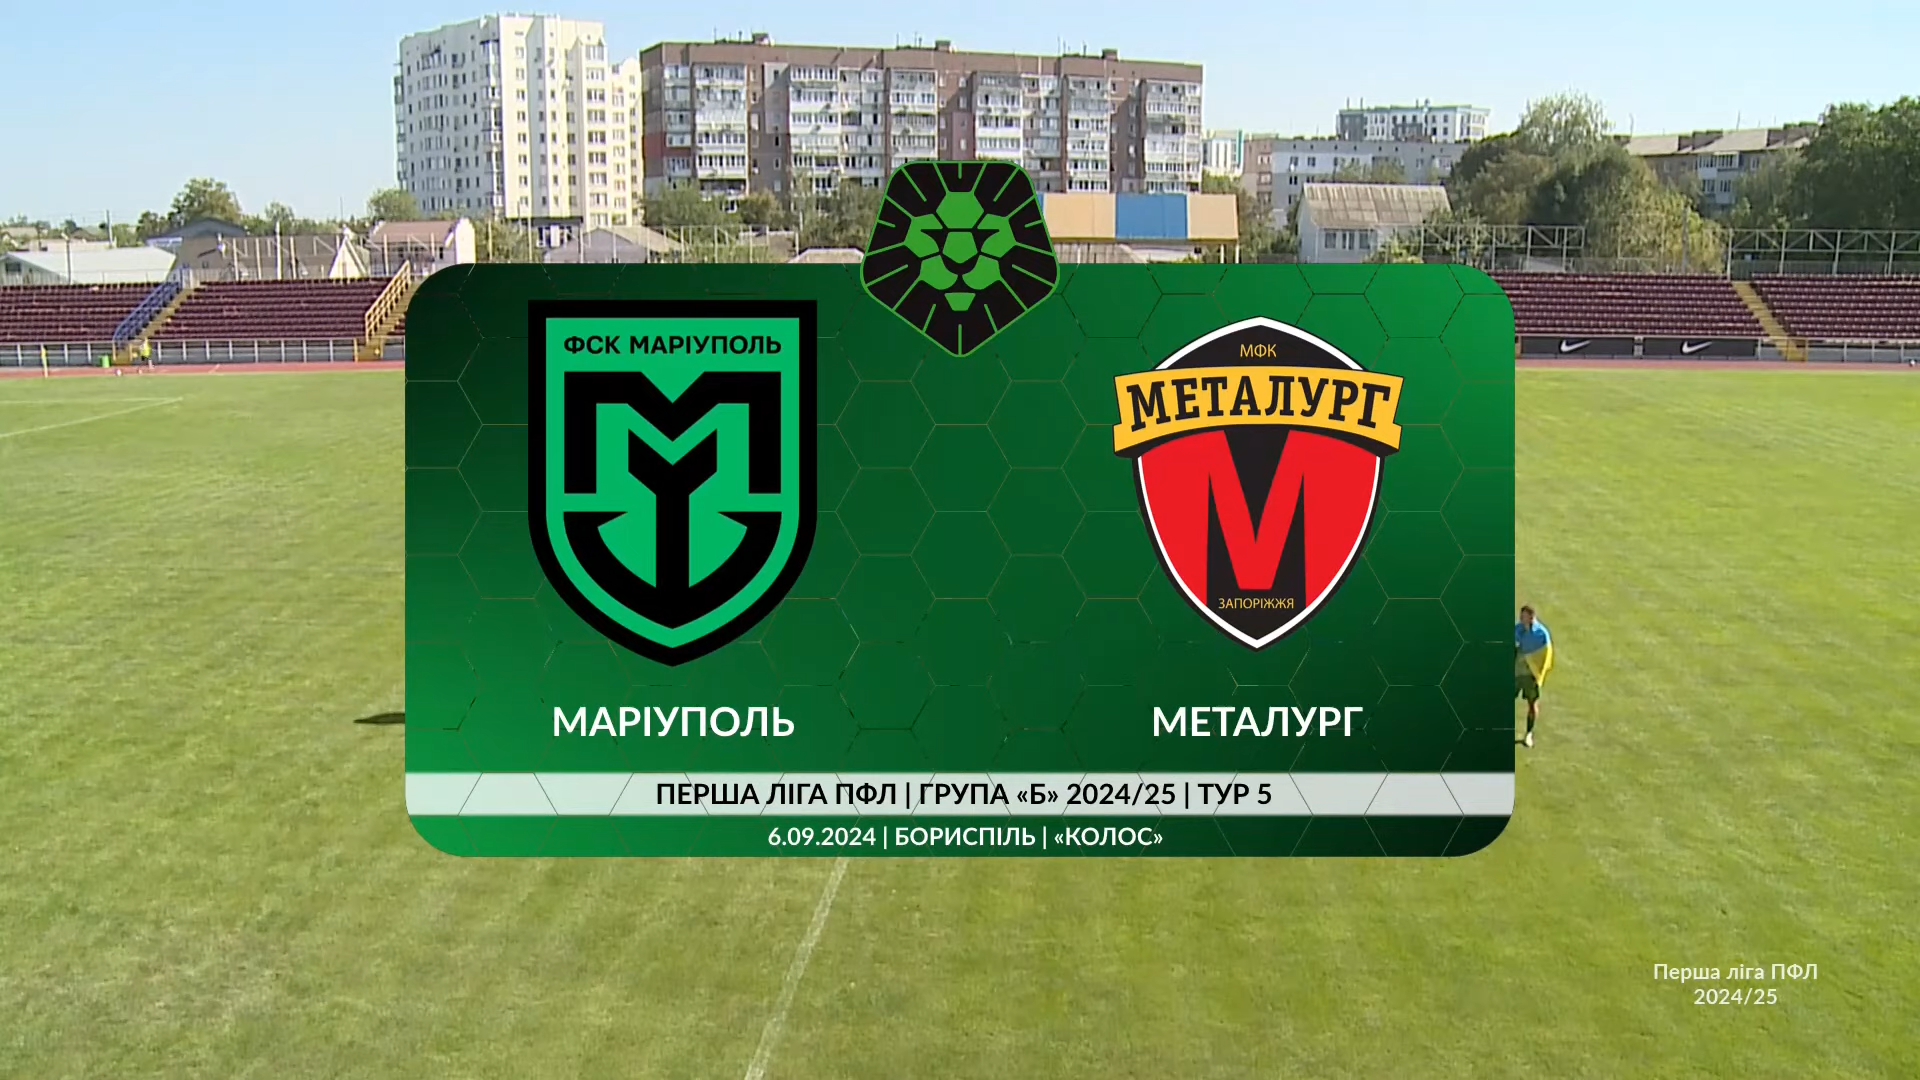 ФСК МАРІУПОЛЬ
МФК
МЕТАЛУРГ
М
ЗАПОРІЖЖЯ
МАРІУПОЛЬ
МЕТАЛУРГ
ПЕРША ЛІГА ПФЛ | ГРУПА «Б» 2024/25 | ТУР 5
6.09.2024 | БОРИСПІЛЬ | «КОЛОС»
Перша ліга ПФЛ
2024/25